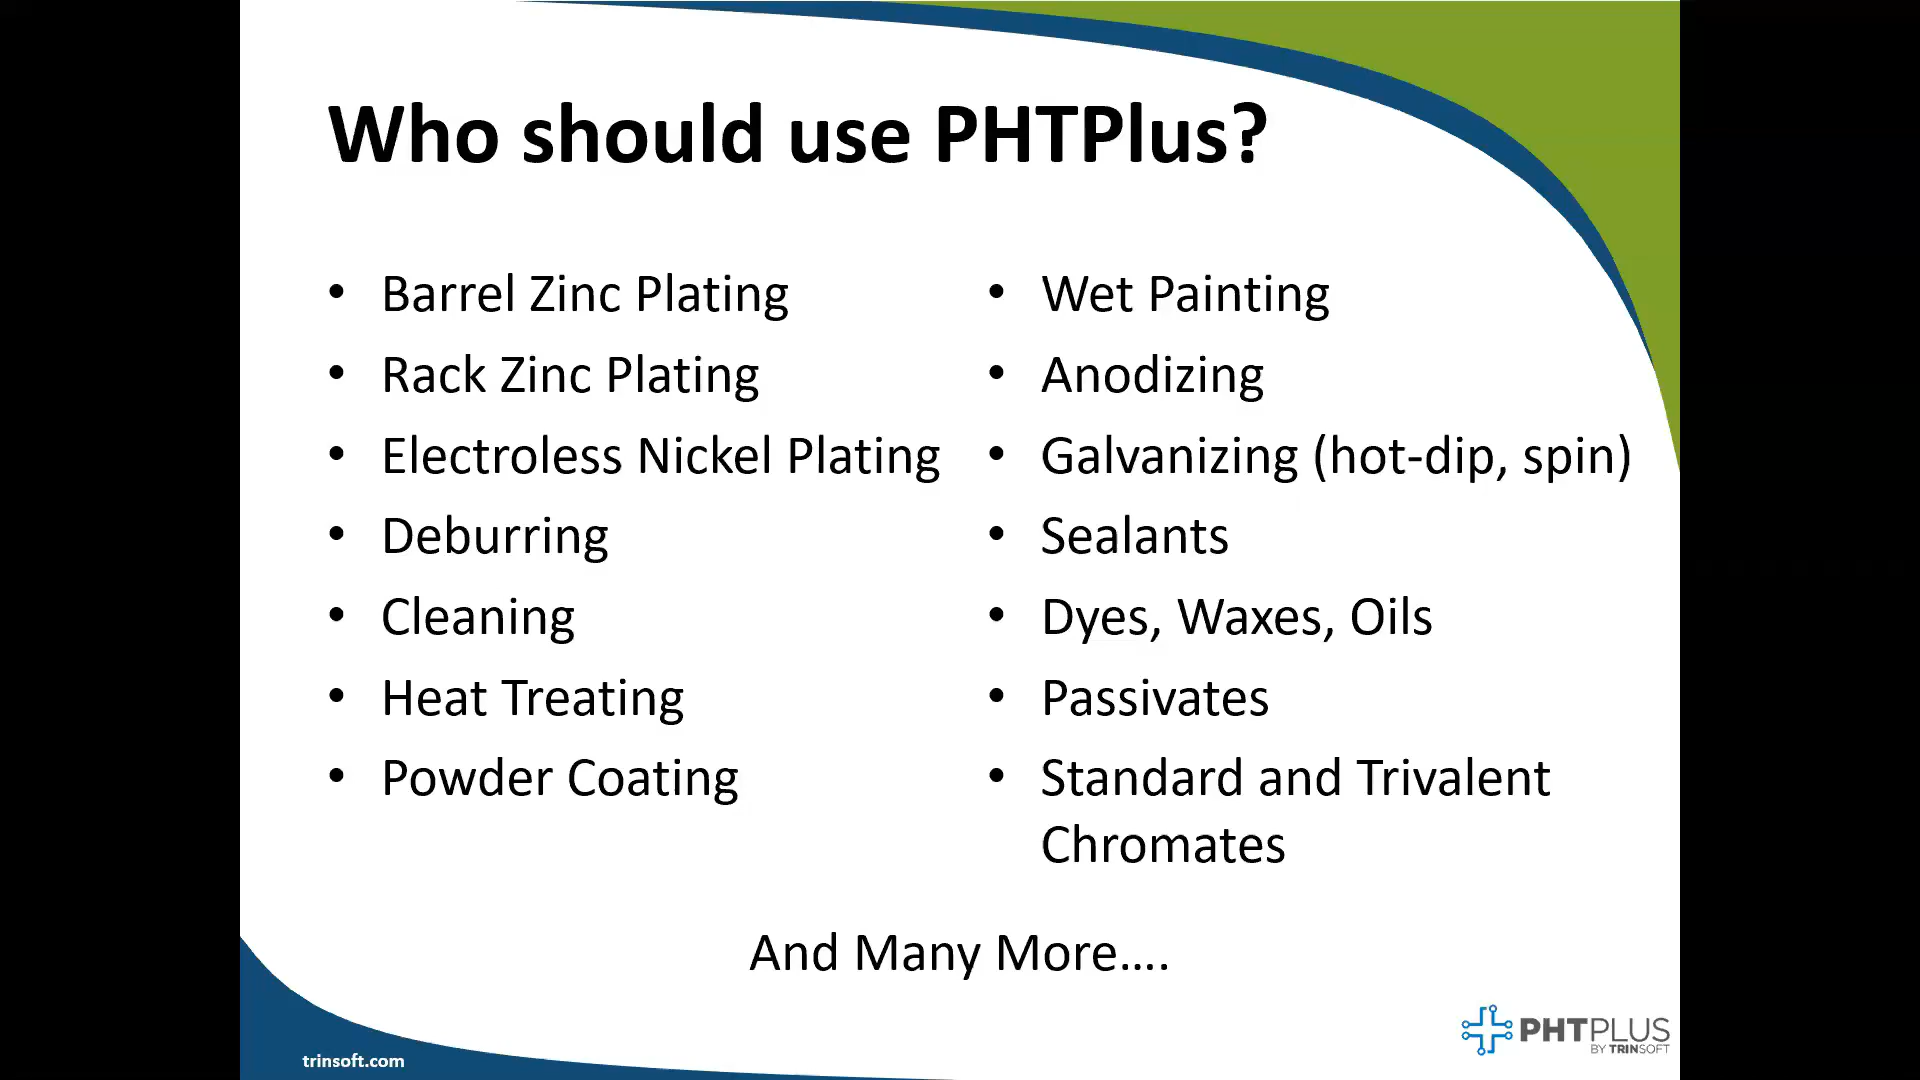 Who should use PHTPlus?
• Barrel Zinc Plating
• Rack Zinc Plating
• Electroless Nickel Plating
• Deburring
• Cleaning
• Heat Treating
• Powder Coating
• Wet Painting
• Anodizing
• Galvanizing (hot-dip, spin)
• Sealants
• Dyes, Waxes, Oils
• Passivates
• Standard and Trivalent
Chromates
And Many More....
trinsoft.com
PHTPLUS
BY TRINSOFT